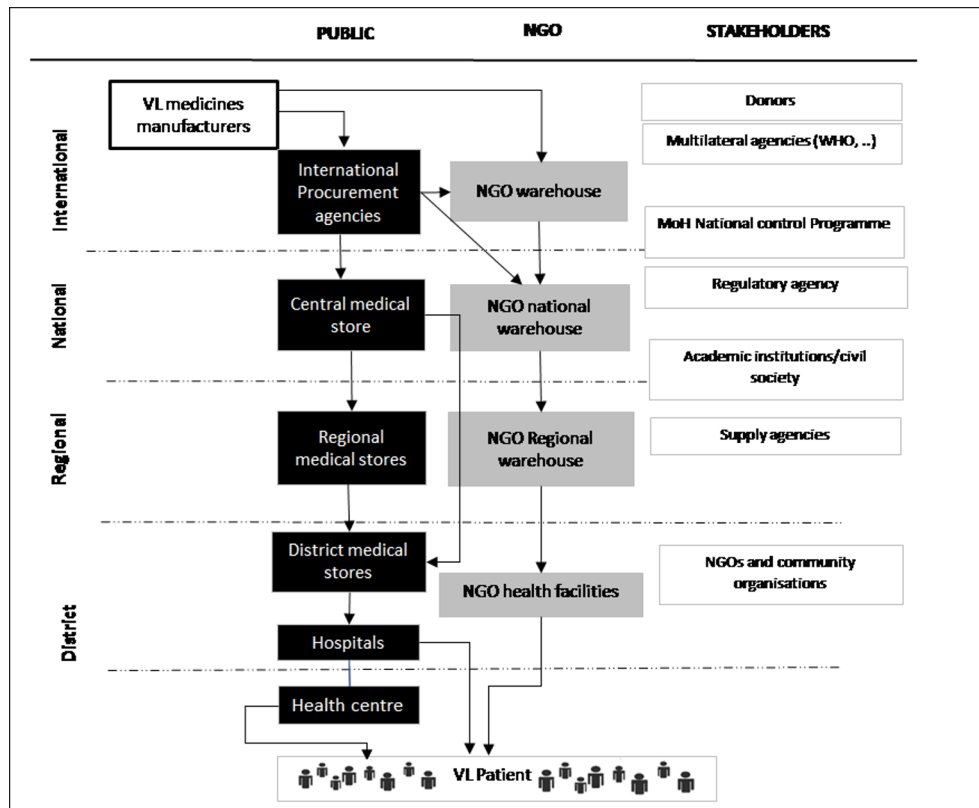 PUBLIC
NGO
STAKEHOLDERS
International
VL medicines
manufacturers
Donors
Multilateral agencies (WHO, ..)
International
Procurement
agencies
NGO warehouse
MoH National control Programme
National
Central medical
store
NGO national
warehouse
Regulatory agency
Academic institutions/civil
society
Regional
Regional
medical stores
NGO Regional
warehouse
Supply agencies
District
District medical
stores
NGO health facilities
NGOs and community
organisations
Hospitals
Health centre
VL Patient